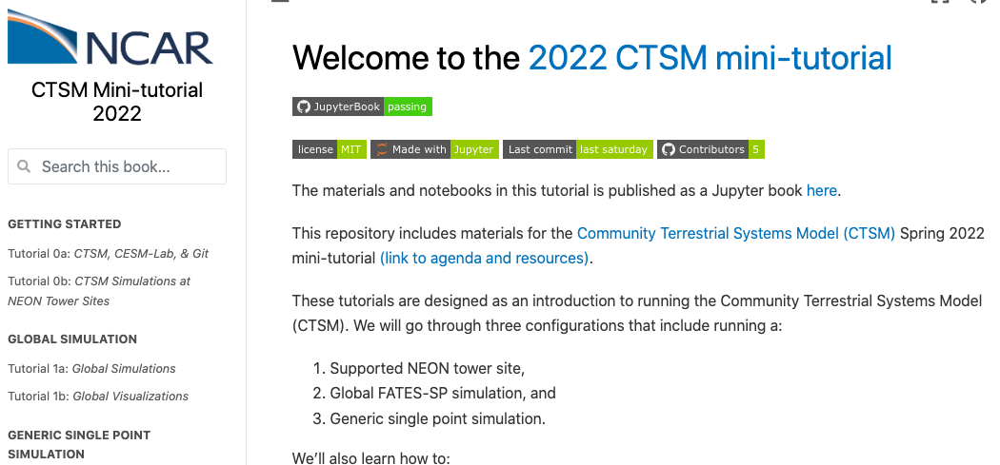 NCAR
CTSM Mini-tutorial
2022
Search this book...
GETTING STARTED
Tutorial 0a: CTSM, CESM-Lab, & Git
Tutorial 0b: CTSM Simulations at
NEON Tower Sites
GLOBAL SIMULATION
Tutorial 1a: Global Simulations
Tutorial 1b: Global Visualizations
GENERIC SINGLE POINT
SIMULATION
Welcome to the 2022 CTSM mini-tutorial
JupyterBook passing
license MIT Made with Jupyter Last commit last saturday Contributors 5
The materials and notebooks in this tutorial is published as a Jupyter book here.
This repository includes materials for the Community Terrestrial Systems Model (CTSM) Spring 2022
mini-tutorial (link to agenda and resources).
These tutorials are designed as an introduction to running the Community Terrestrial Systems Model
(CTSM). We will go through three configurations that include running a:
1. Supported NEON tower site,
2. Global FATES-SP simulation, and
3. Generic single point simulation.
We'll also learn how to: